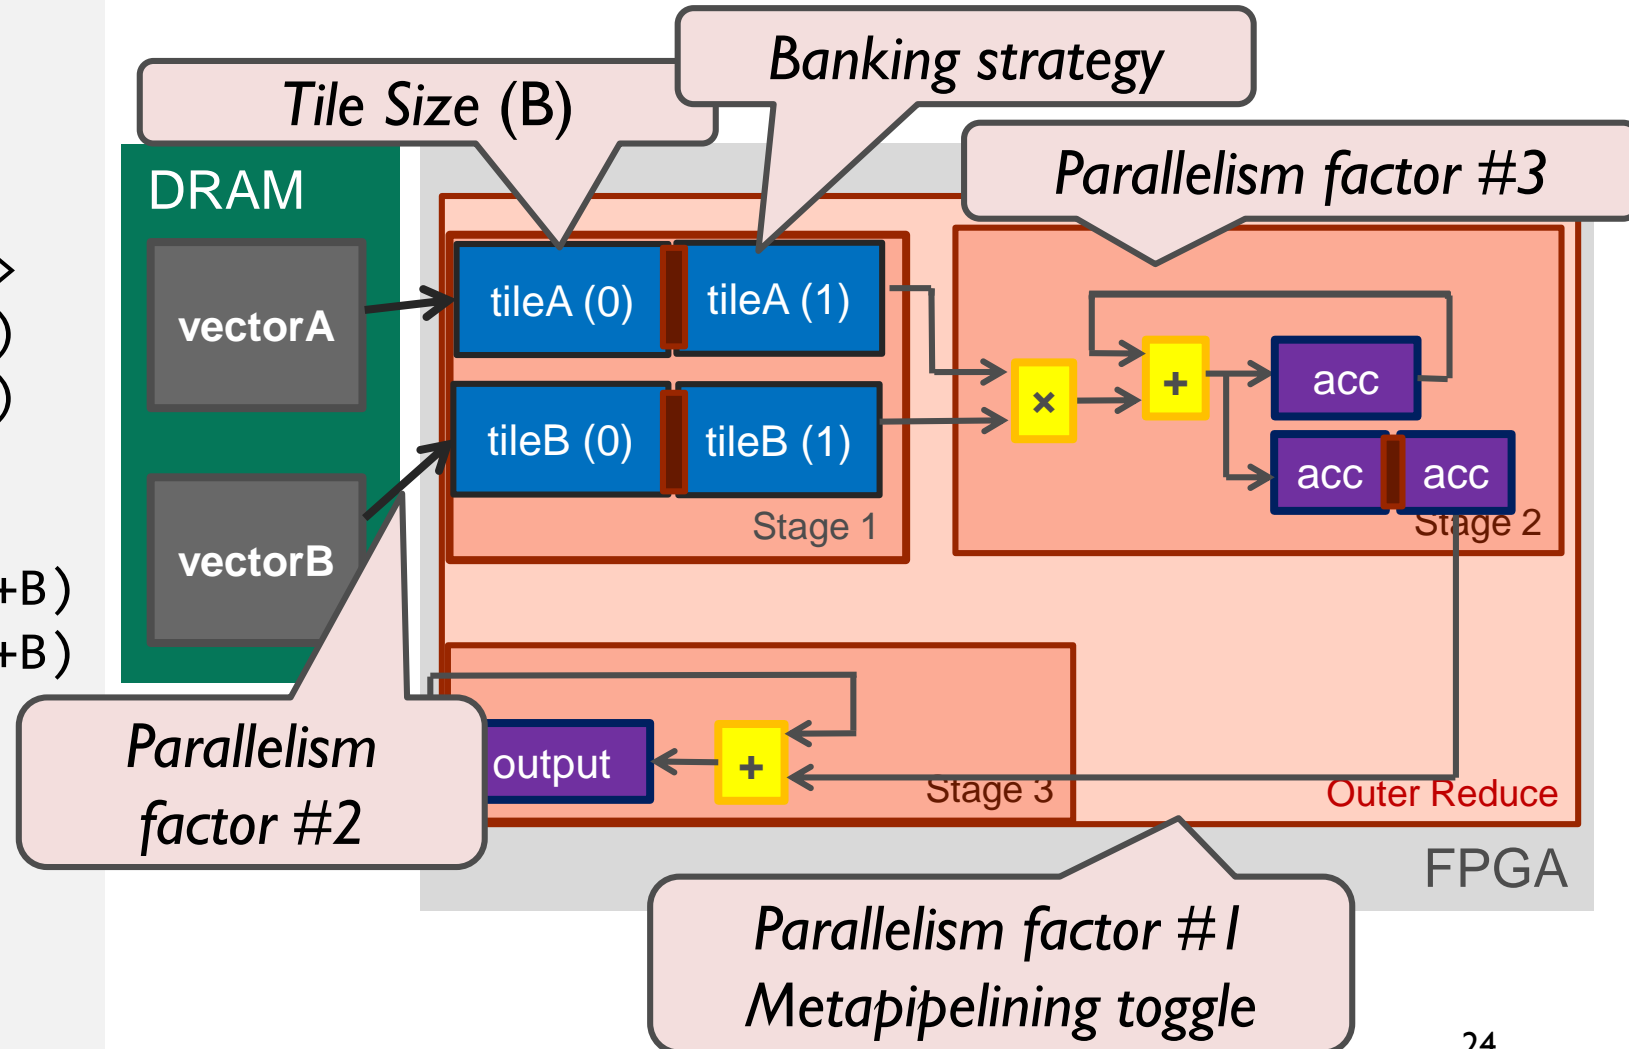 Banking strategy
Tile Size (B)
Parallelism factor #3
DRAM
>
)
)
vectorA
tileA (0)
tileA (1)
×
+
acc
tileB (0)
tileB (1)
acc
acc
Stage 1
Stage 2
vectorB
+B)
+B)
Parallelism
factor #2
output
+
Stage 3
Outer Reduce
FPGA
Parallelism factor #1
Metapipelining toggle
24